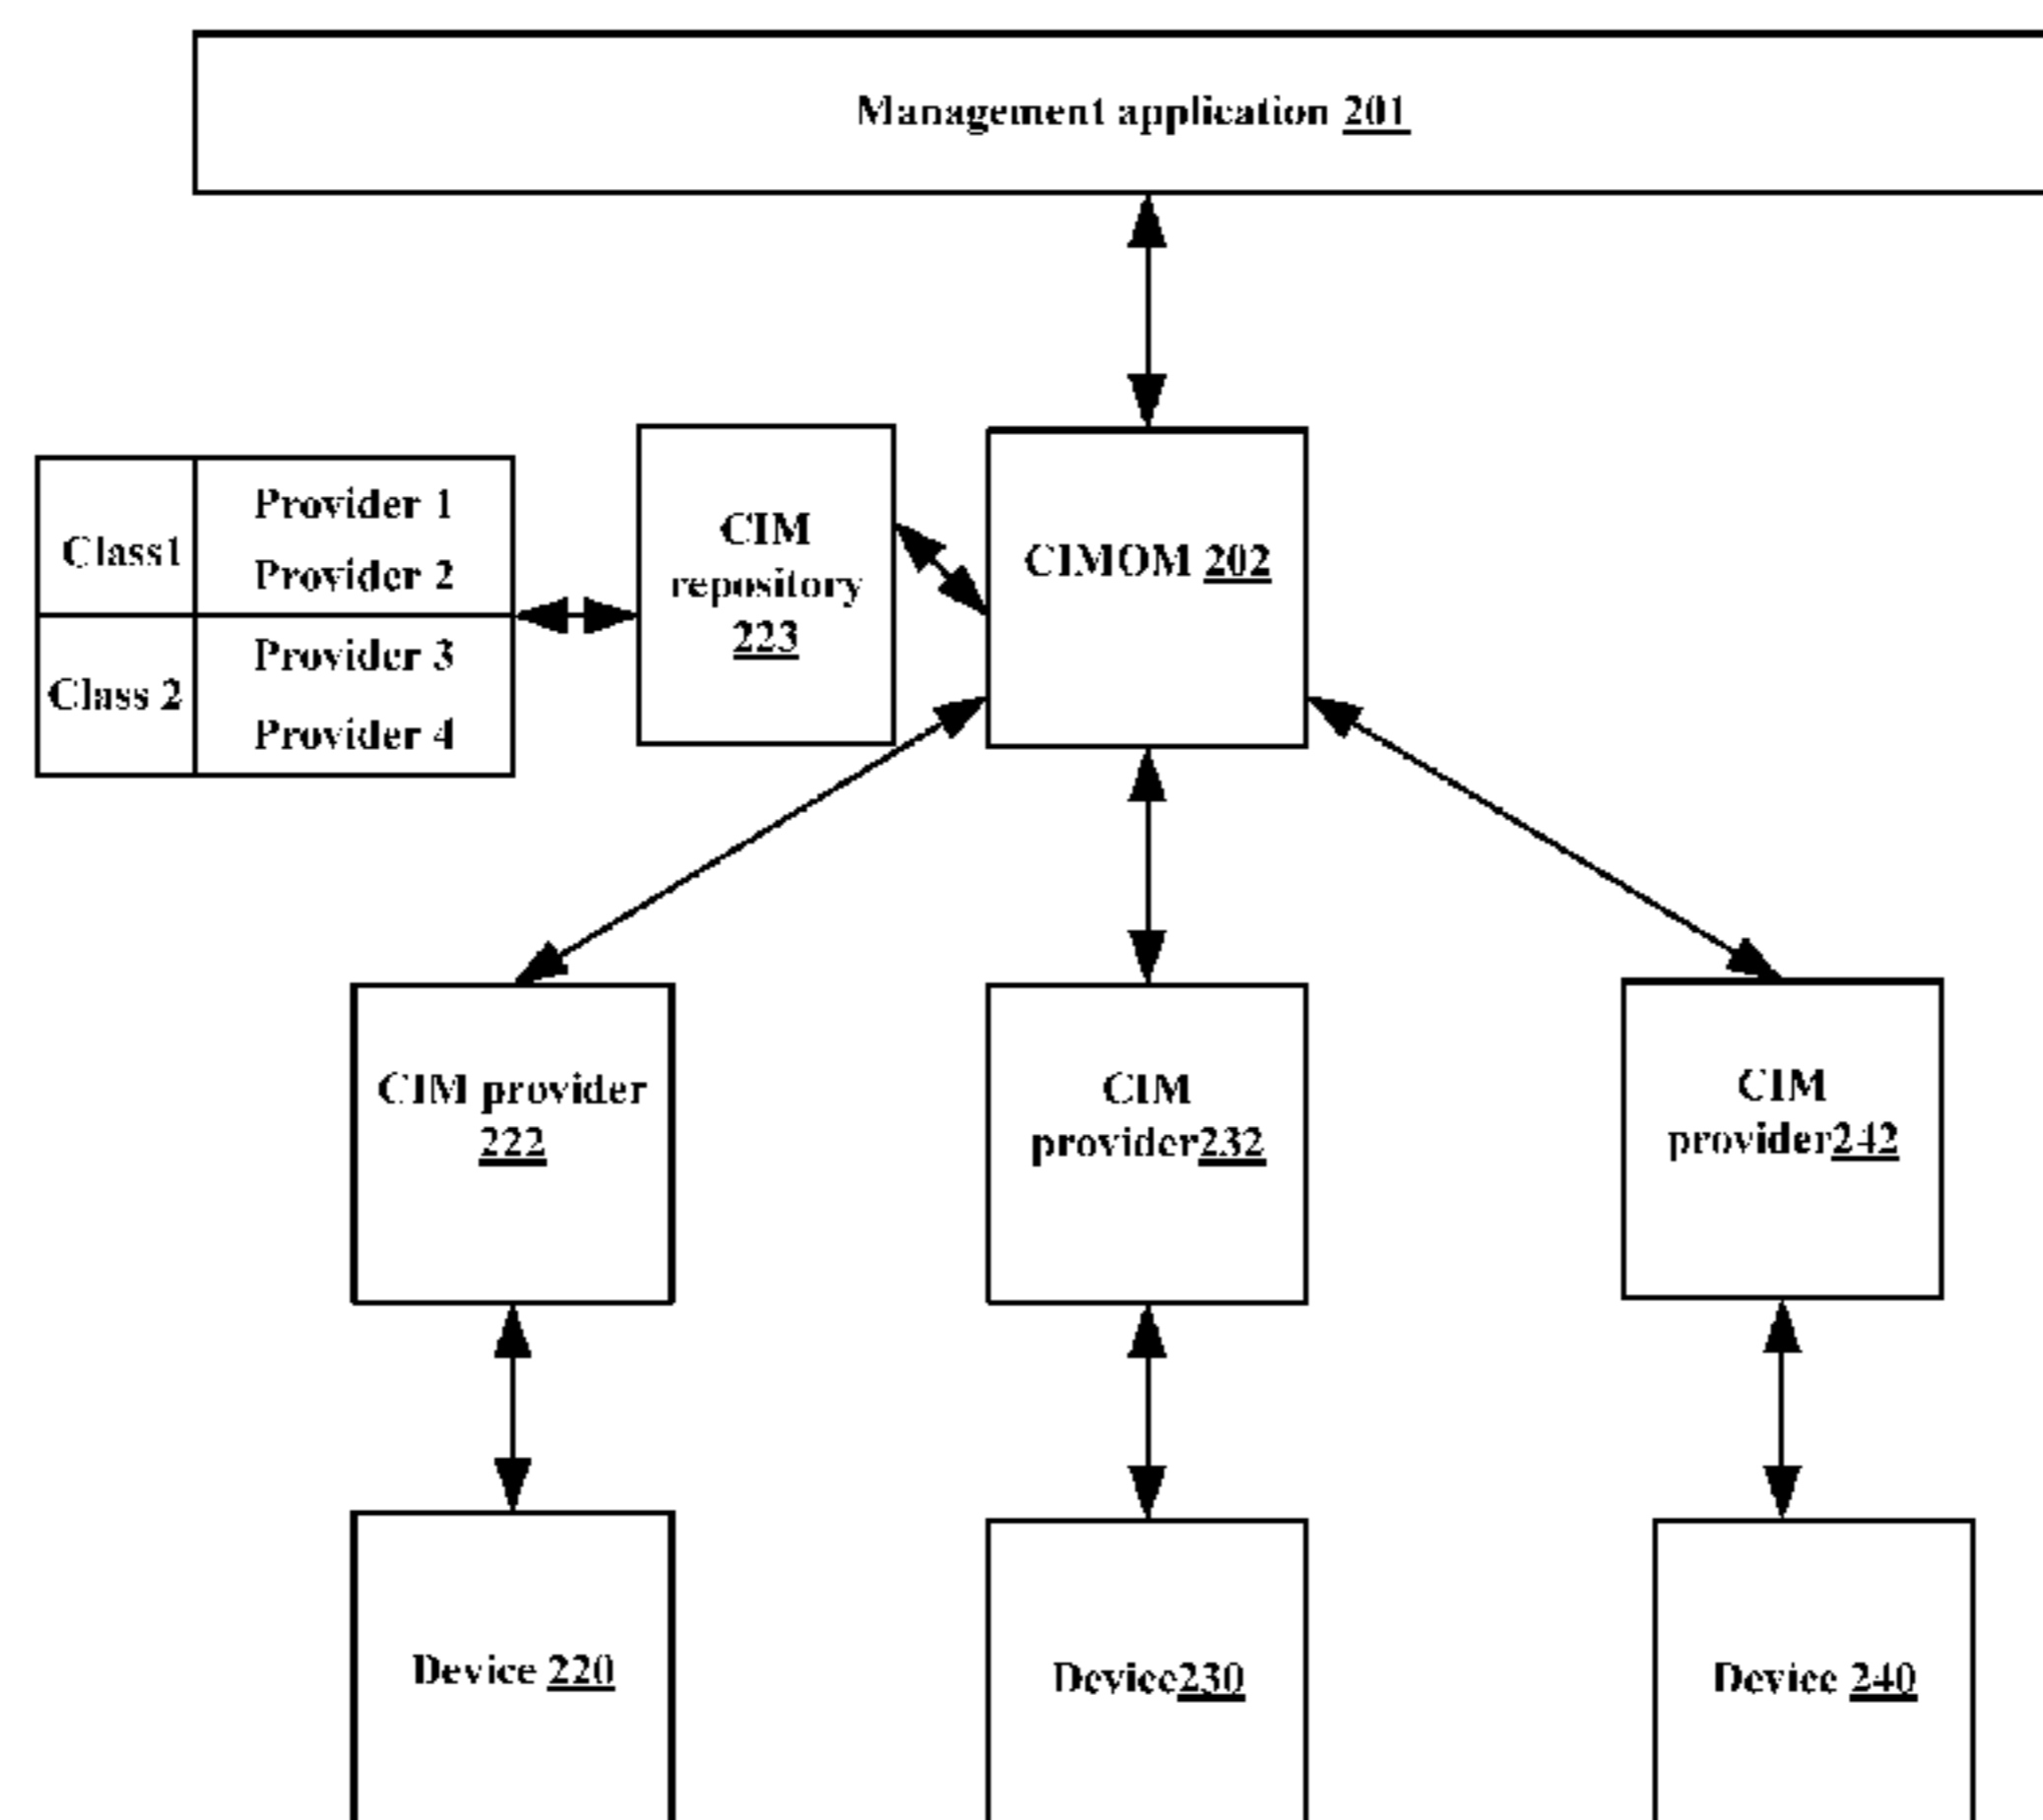 Management application 201
Provider 1
Class1
Provider 2
Provider 3
Class 2
Provider 4
CIM
repository
223
CIMOM 202
CIM provider
222
CIM
provider232
CIM
provider242
Device 220
Device230
Device 240